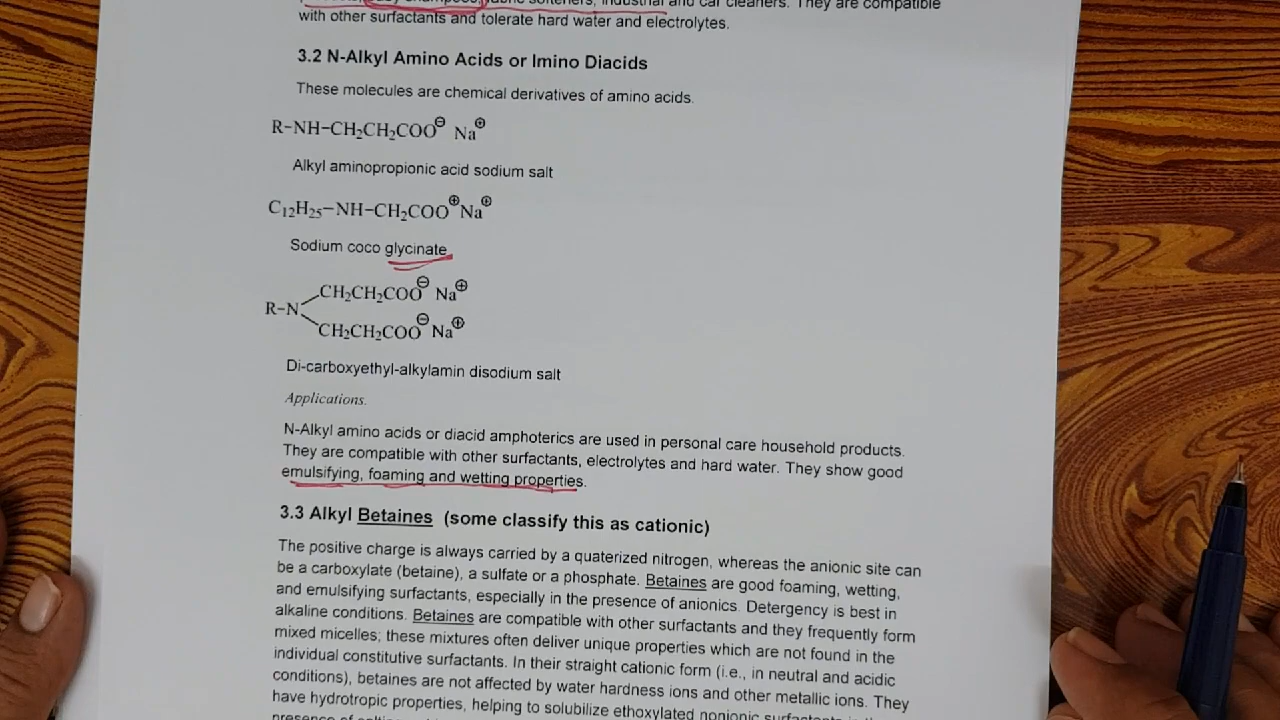 softeners, industrial and car cleaners. They are compatible
with other surfactants and tolerate hard water and electrolytes.
3.2 N-Alkyl Amino Acids or Imino Diacids
These molecules are chemical derivatives of amino acids.
R–NH–CH₂CH₂COO⊖ Na⊕
Alkyl aminopropionic acid sodium salt
C₁₂H₂₅–NH–CH₂COO⊕Na⊕
Sodium coco glycinate
CH₂CH₂COO⊖ Na⊕
R–N
CH₂CH₂COO⊖ Na⊕
Di-carboxyethyl-alkylamin disodium salt
Applications.
N-Alkyl amino acids or diacid amphoterics are used in personal care household products.
They are compatible with other surfactants, electrolytes and hard water. They show good
emulsifying, foaming and wetting properties.
3.3 Alkyl Betaines (some classify this as cationic)
The positive charge is always carried by a quaterized nitrogen, whereas the anionic site can
be a carboxylate (betaine), a sulfate or a phosphate. Betaines are good foaming, wetting,
and emulsifying surfactants, especially in the presence of anionics. Detergency is best in
alkaline conditions. Betaines are compatible with other surfactants and they frequently form
mixed micelles; these mixtures often deliver unique properties which are not found in the
individual constitutive surfactants. In their straight cationic form (i.e., in neutral and acidic
conditions), betaines are not affected by water hardness ions and other metallic ions. They
have hydrotropic properties, helping to solubilize ethoxylated nonionic surfactants